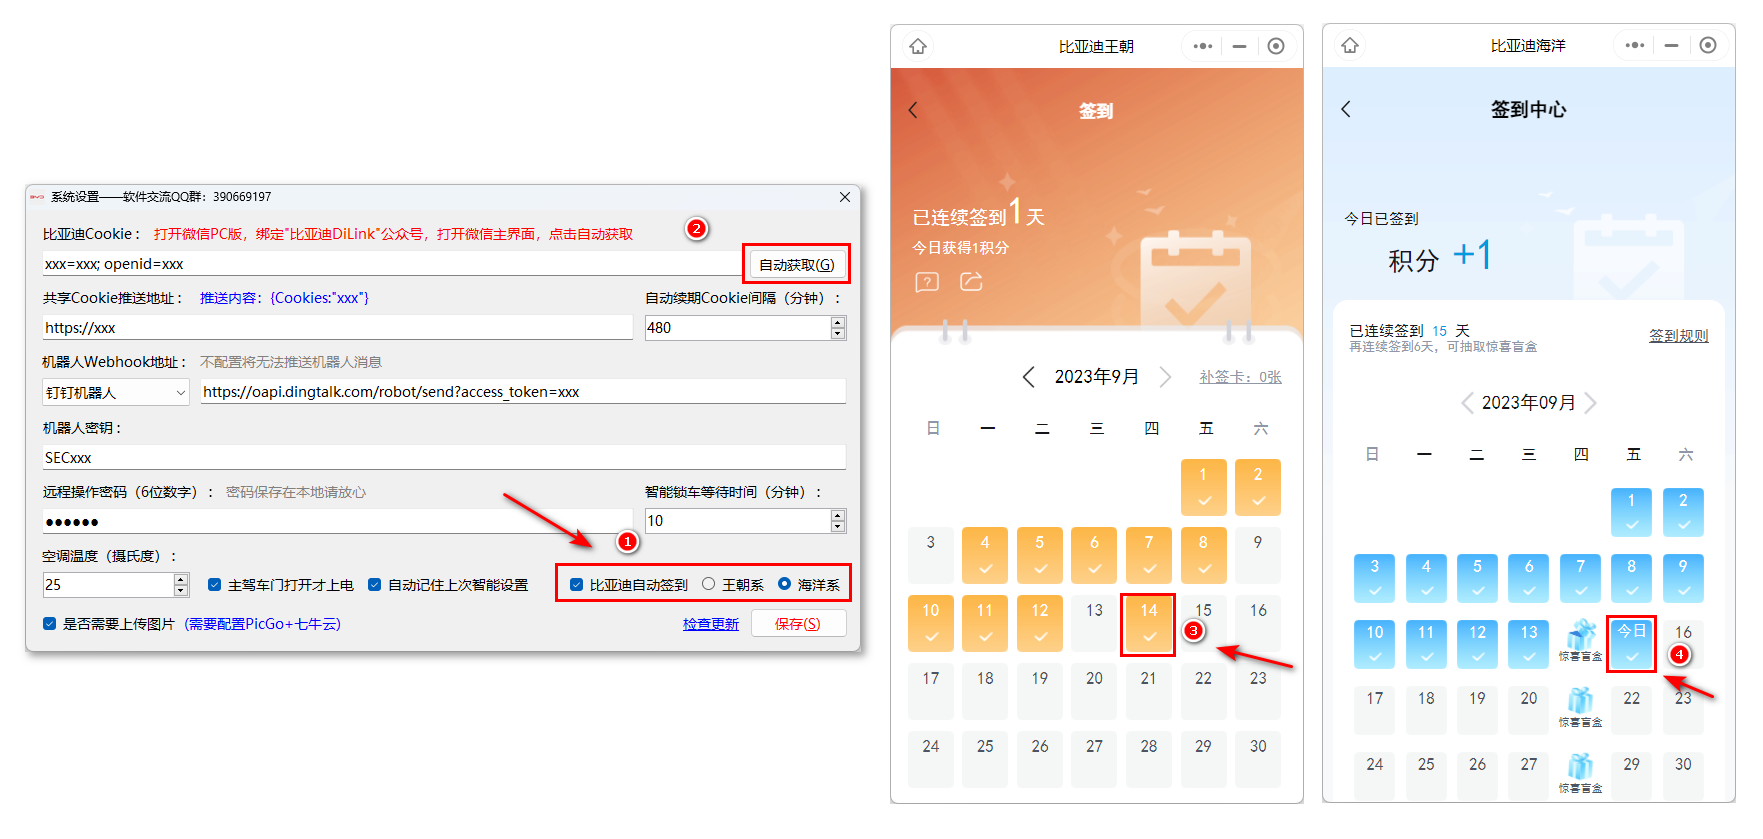 系统设置——软件交流QQ群：390669197
比亚迪Cookie： 打开微信PC版，绑定"比亚迪DiLink"公众号，打开微信主界面，点击自动获取
2
xxx=xxx; openid=xxx
自动获取(G)
共享Cookie推送地址： 推送内容：{Cookies:"xxx"}
自动续期Cookie间隔（分钟）：
https://xxx
480
机器人Webhook地址： 不配置将无法推送机器人消息
钉钉机器人
https://oapi.dingtalk.com/robot/send?access_token=xxx
机器人密钥：
SECxxx
远程操作密码（6位数字）： 密码保存在本地请放心
智能锁车等待时间（分钟）：
●●●●●●
10
空调温度（摄氏度）：
1
25
主驾车门打开才上电
自动记住上次智能设置
比亚迪自动签到
王朝系
海洋系
是否需要上传图片 (需要配置PicGo+七牛云)
检查更新
保存(S)
比亚迪王朝
签到
已连续签到1天
今日获得1积分
2023年9月
补签卡：0张
日 一 二 三 四 五 六
1 2
3 4 5 6 7 8 9
10 11 12 13 14 15 16
3
17 18 19 20 21 22 23
24 25 26 27 28 29 30
比亚迪海洋
签到中心
今日已签到
积分 +1
已连续签到 15 天
再连续签到6天，可抽取惊喜盲盒
签到规则
2023年09月
日 一 二 三 四 五 六
1 2
3 4 5 6 7 8 9
10 11 12 13 惊喜盲盒 今日 16
4
17 18 19 20 惊喜盲盒 22 23
24 25 26 27 惊喜盲盒 29 30